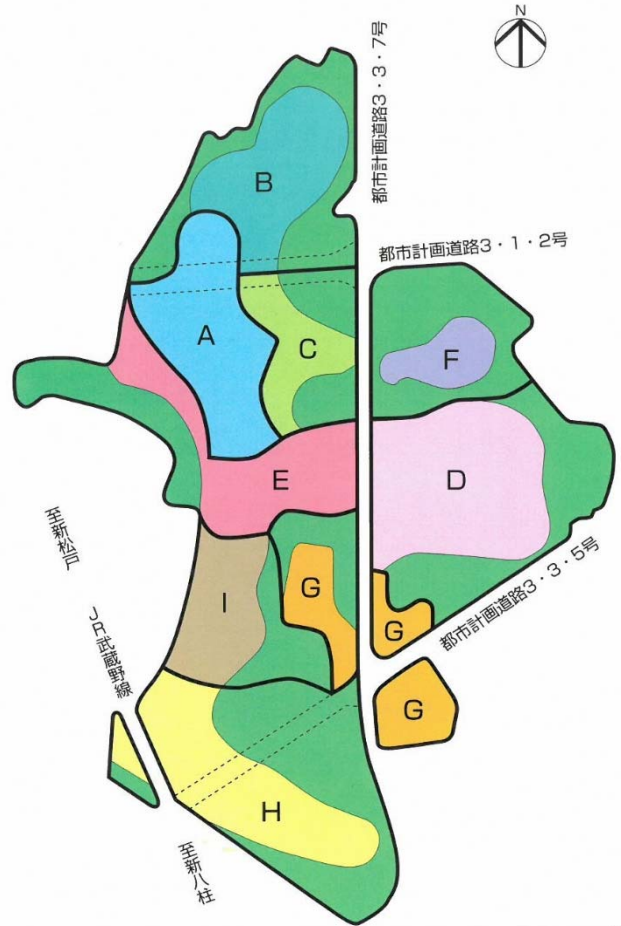 N
都市計画道路3・3・7号
都市計画道路3・1・2号
B
A
C
F
E
D
I
G
G
都市計画道路3・3・5号
G
至新松戸
JR武蔵野線
H
至新八柱